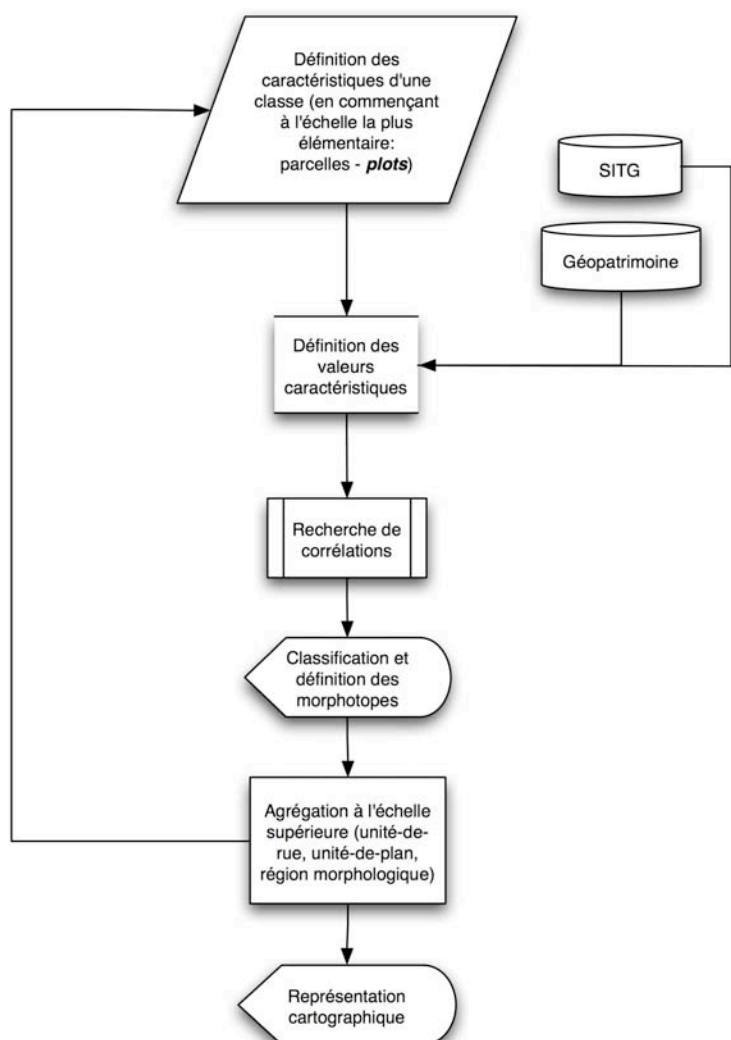 Définition des
caractéristiques d'une
classe (en commençant
à l'échelle la plus
élémentaire:
parcelles - plots)
SITG
Géopatrimoine
Définition des
valeurs
caractéristiques
Recherche de
corrélations
Classification et
définition des
morphotopes
Agrégation à l'échelle
supérieure (unité-de-
rue, unité-de-plan,
région morphologique)
Représentation
cartographique